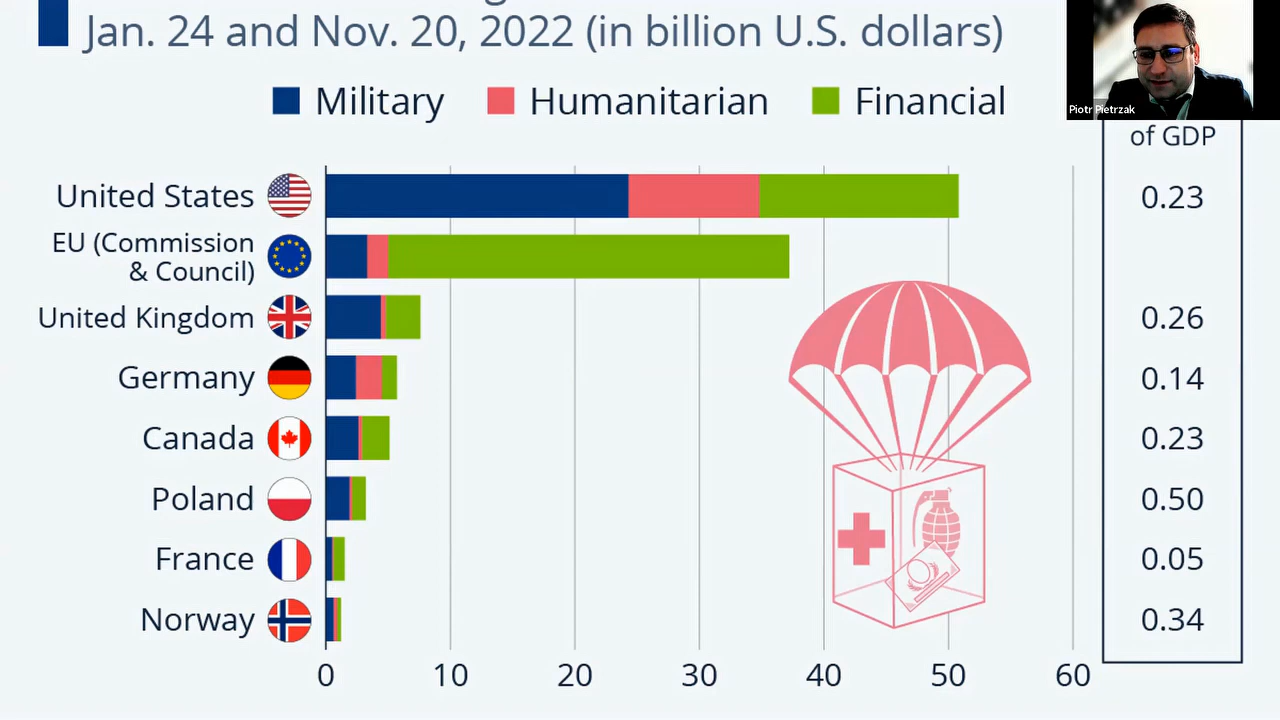 Jan. 24 and Nov. 20, 2022 (in billion U.S. dollars)
Piotr Pietrzak
Military Humanitarian Financial
of GDP
United States 0.23
EU (Commission
& Council)
United Kingdom 0.26
Germany 0.14
Canada 0.23
Poland 0.50
France 0.05
Norway 0.34
0 10 20 30 40 50 60